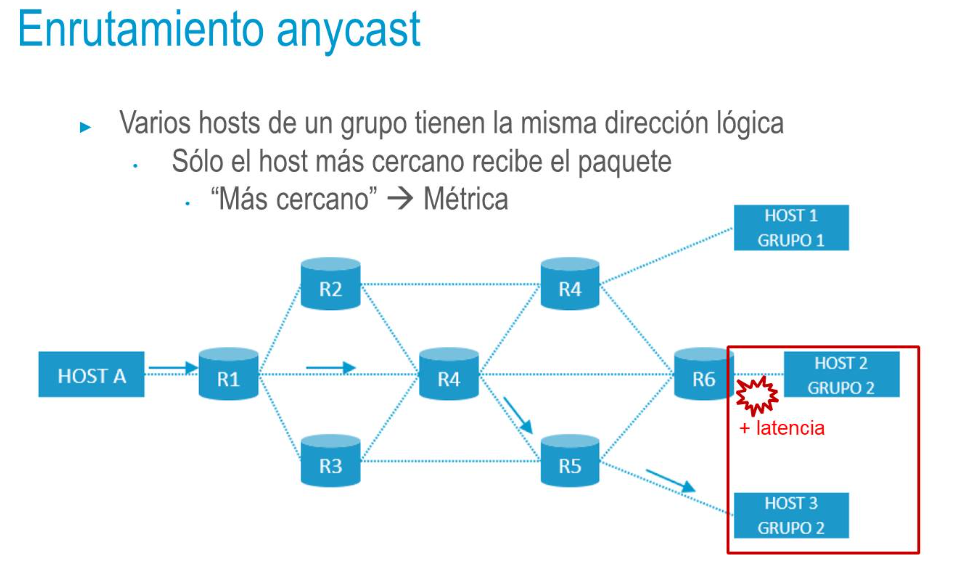 Enrutamiento anycast
► Varios hosts de un grupo tienen la misma dirección lógica
· Sólo el host más cercano recibe el paquete
· “Más cercano” → Métrica
HOST 1
GRUPO 1
R2
R4
HOST A
R1
R4
R6
HOST 2
GRUPO 2
+ latencia
R3
R5
HOST 3
GRUPO 2